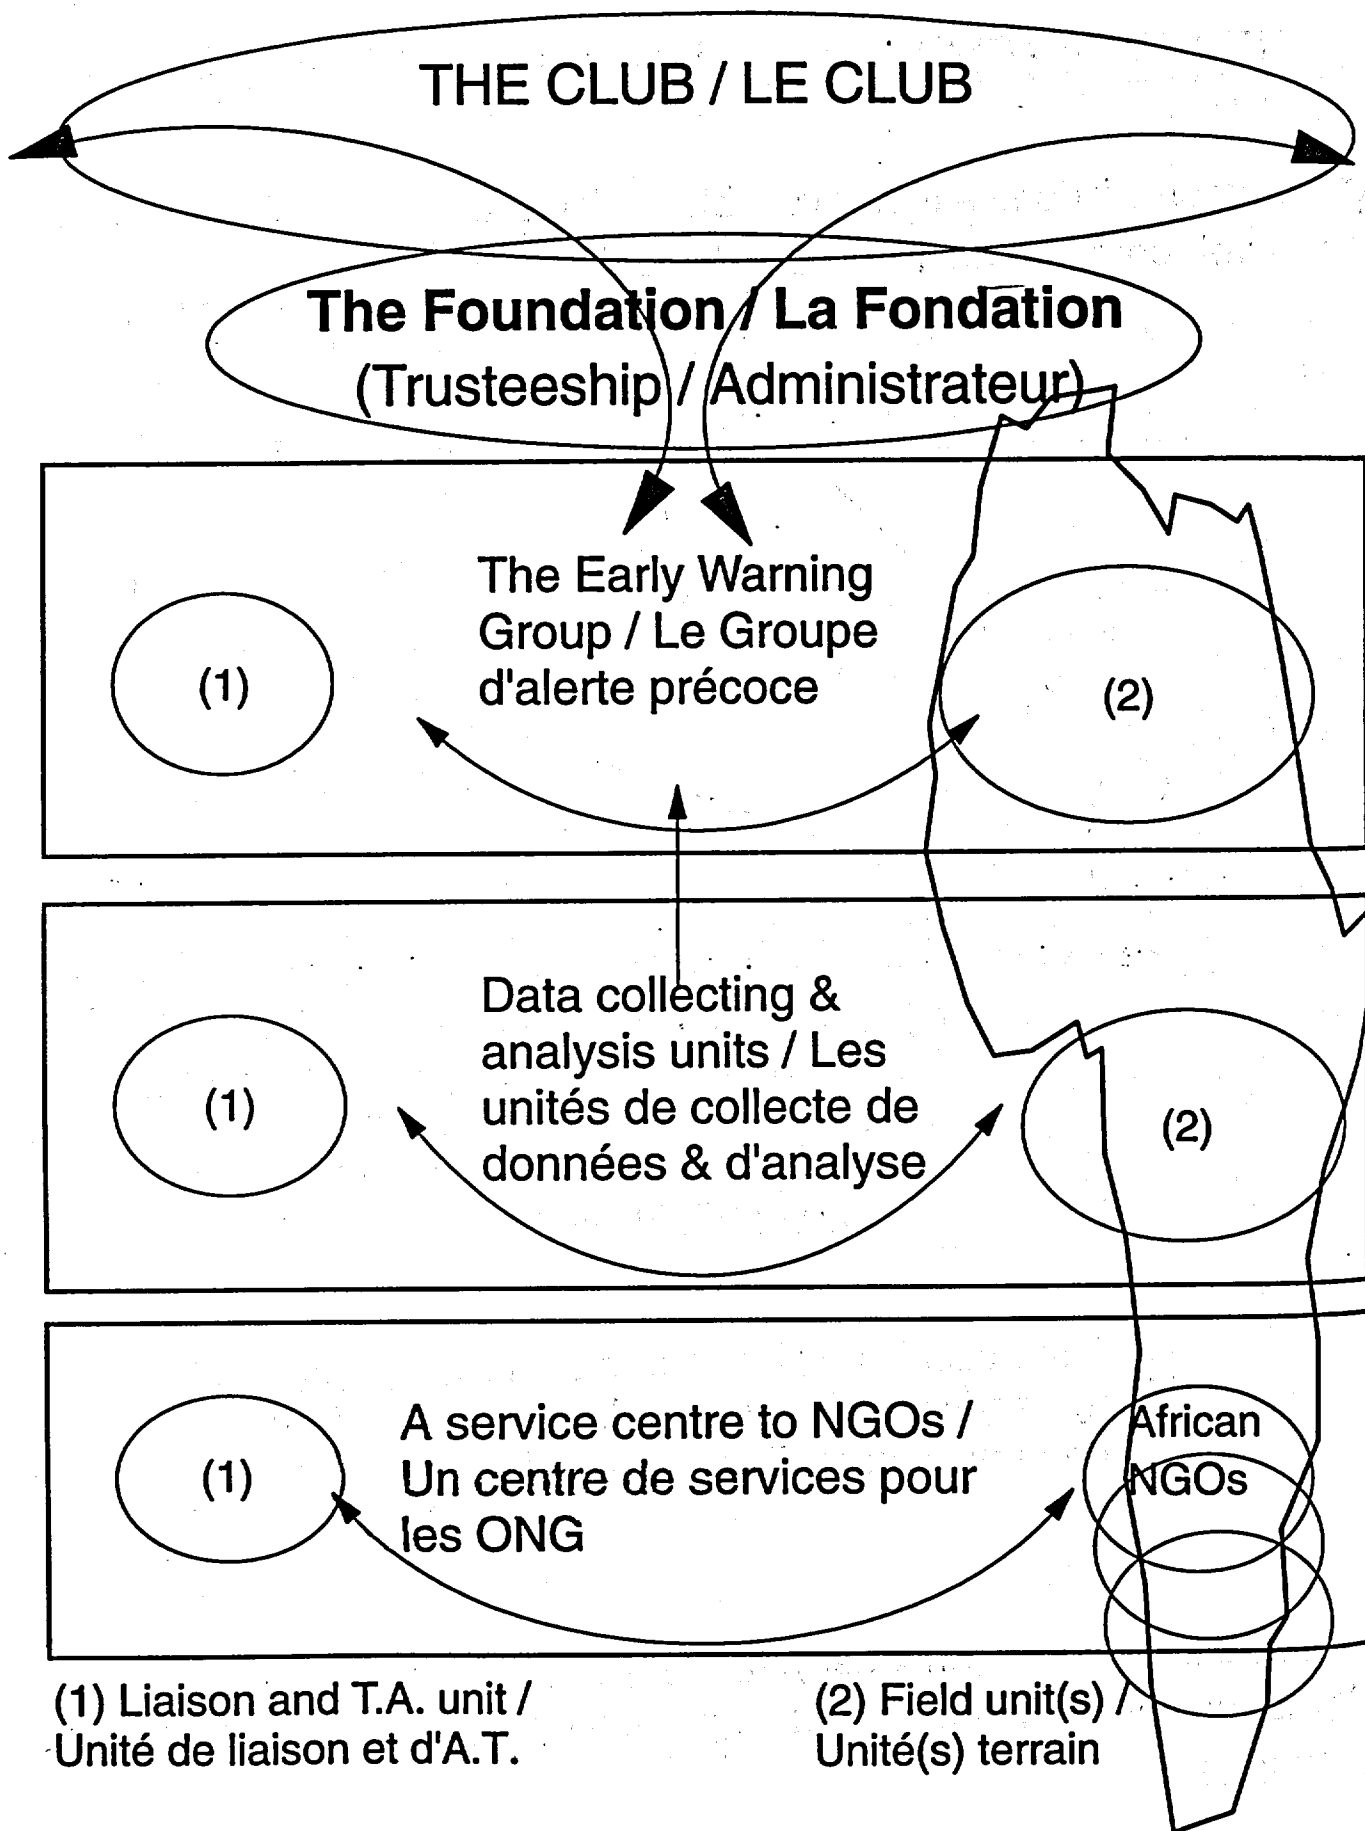 THE CLUB / LE CLUB
The Foundation / La Fondation
(Trusteeship / Administrateur)
The Early Warning
Group / Le Groupe
d'alerte précoce
(1)
(2)
Data collecting &
analysis units / Les
unités de collecte de
données & d'analyse
(1)
(2)
A service centre to NGOs /
Un centre de services pour
les ONG
(1)
African
NGOs
(1) Liaison and T.A. unit /
Unité de liaison et d'A.T.
(2) Field unit(s) /
Unité(s) terrain